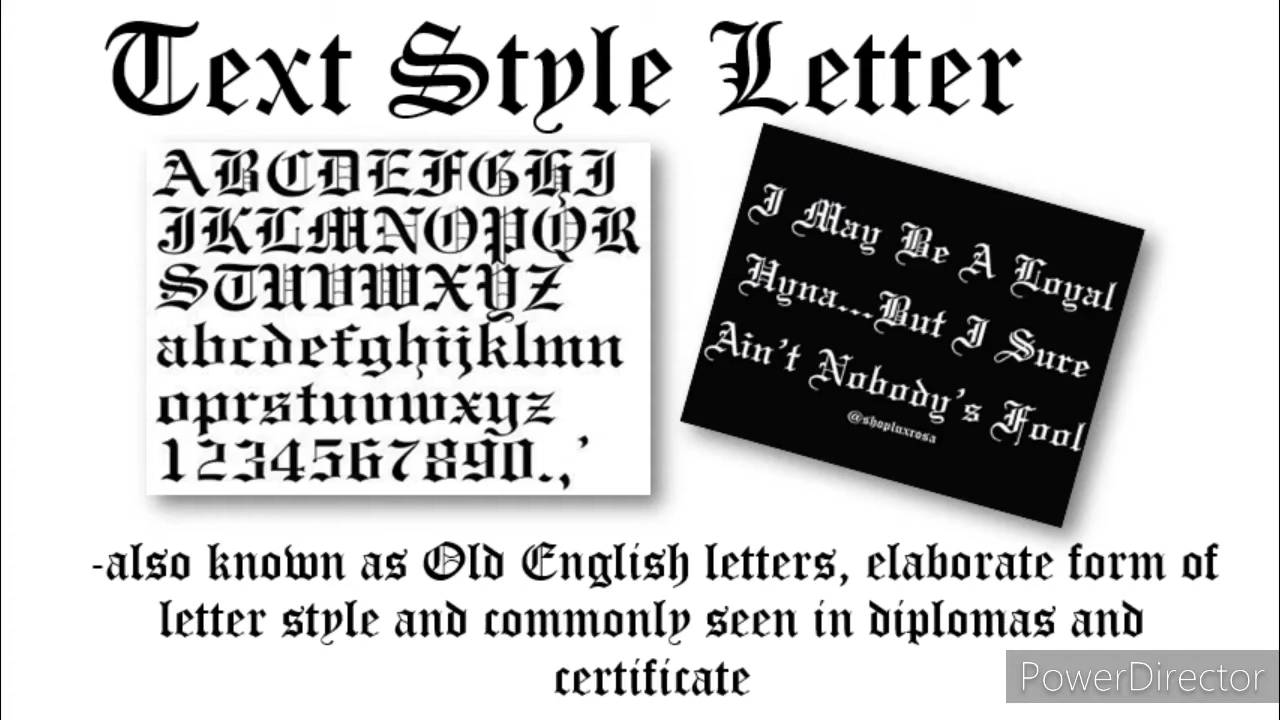 Text Style Letter
ABCDEFGHI
JKLMNOPQR
STUVWXYZ
abcdefghijklmn
oprstuvwxyz
1234567890.,'
I May Be A Loyal
Hyna...But I Sure
Ain't Nobody's Fool
@shopluxrosa
-also known as Old English letters, elaborate form of
letter style and commonly seen in diplomas and
certificate
PowerDirector